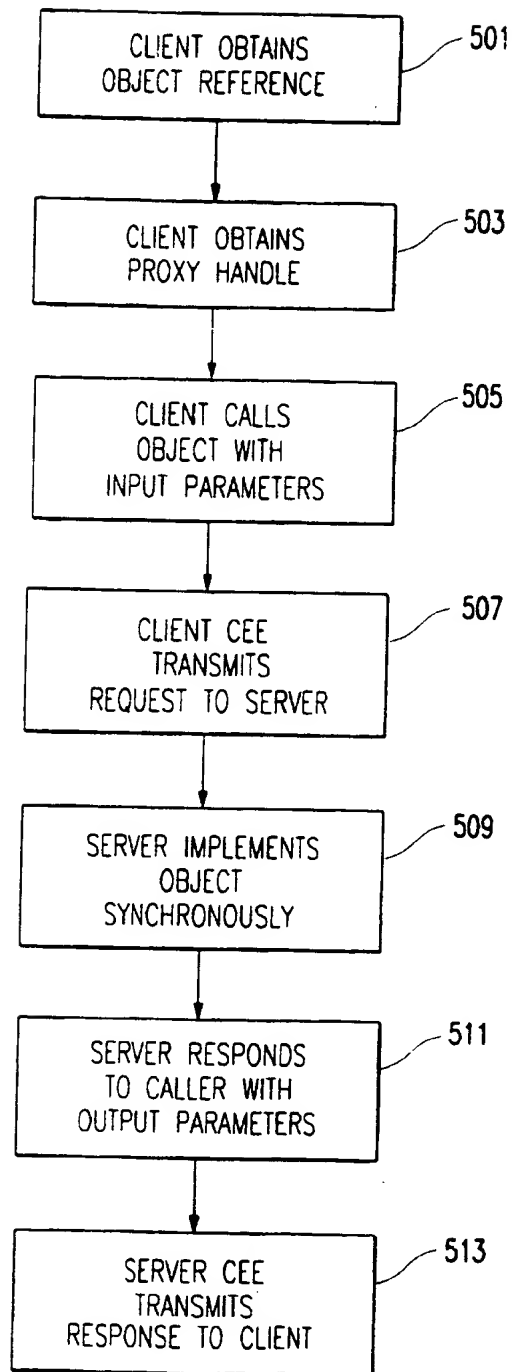 CLIENT OBTAINS
OBJECT REFERENCE
501
CLIENT OBTAINS
PROXY HANDLE
503
CLIENT CALLS
OBJECT WITH
INPUT PARAMETERS
505
CLIENT CEE
TRANSMITS
REQUEST TO SERVER
507
SERVER IMPLEMENTS
OBJECT
SYNCHRONOUSLY
509
SERVER RESPONDS
TO CALLER WITH
OUTPUT PARAMETERS
511
SERVER CEE
TRANSMITS
RESPONSE TO CLIENT
513